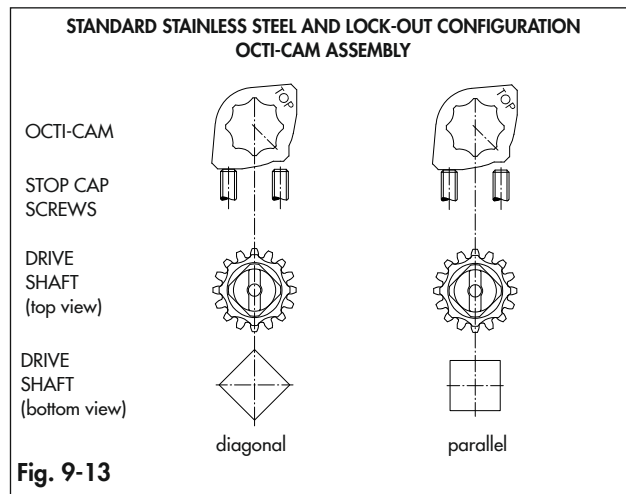 STANDARD STAINLESS STEEL AND LOCK-OUT CONFIGURATION
OCTI-CAM ASSEMBLY
TOP
TOP
OCTI-CAM
STOP CAP
SCREWS
DRIVE
SHAFT
(top view)
DRIVE
SHAFT
(bottom view)
diagonal
parallel
Fig. 9-13